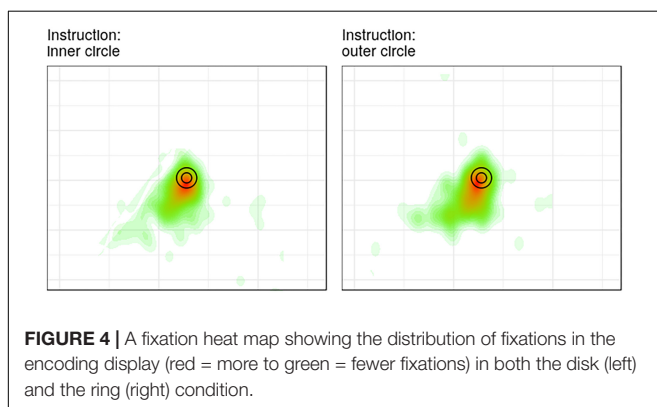 Instruction:
inner circle
Instruction:
outer circle
FIGURE 4 | A fixation heat map showing the distribution of fixations in the
encoding display (red = more to green = fewer fixations) in both the disk (left)
and the ring (right) condition.